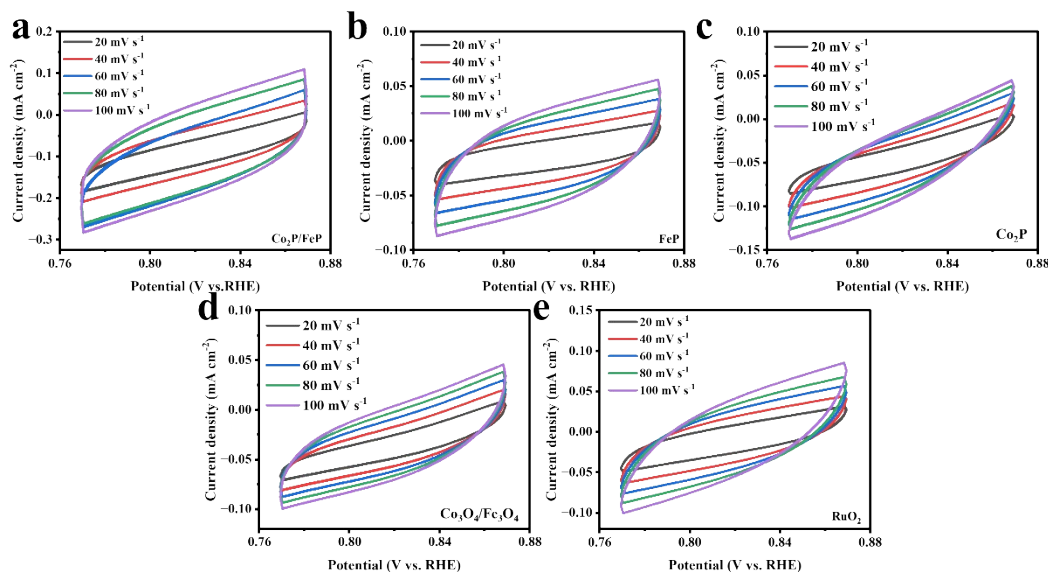 a
20 mV s⁻¹
40 mV s⁻¹
60 mV s⁻¹
80 mV s⁻¹
100 mV s⁻¹
0.2
0.1
0.0
−0.1
−0.2
−0.3
Current density (mA cm⁻²)
Co₂P/FeP
0.76 0.80 0.84 0.88
Potential (V vs.RHE)
b
20 mV s⁻¹
40 mV s⁻¹
60 mV s⁻¹
80 mV s⁻¹
100 mV s⁻¹
0.10
0.05
0.00
−0.05
−0.10
Current density (mA cm⁻²)
FeP
0.76 0.80 0.84 0.88
Potential (V vs. RHE)
c
20 mV s⁻¹
40 mV s⁻¹
60 mV s⁻¹
80 mV s⁻¹
100 mV s⁻¹
0.10
0.05
0.00
−0.05
−0.10
−0.15
Current density (mA cm⁻²)
Co₂P
0.76 0.80 0.84 0.88
Potential (V vs. RHE)
d
20 mV s⁻¹
40 mV s⁻¹
60 mV s⁻¹
80 mV s⁻¹
100 mV s⁻¹
0.10
0.05
0.00
−0.05
−0.10
Current density (mA cm⁻²)
Co₃O₄/Fe₃O₄
0.76 0.80 0.84 0.88
Potential (V vs. RHE)
e
20 mV s⁻¹
40 mV s⁻¹
60 mV s⁻¹
80 mV s⁻¹
100 mV s⁻¹
0.15
0.10
0.05
0.00
−0.05
−0.10
Current density (mA cm⁻²)
RuO₂
0.76 0.80 0.84 0.88
Potential (V vs. RHE)